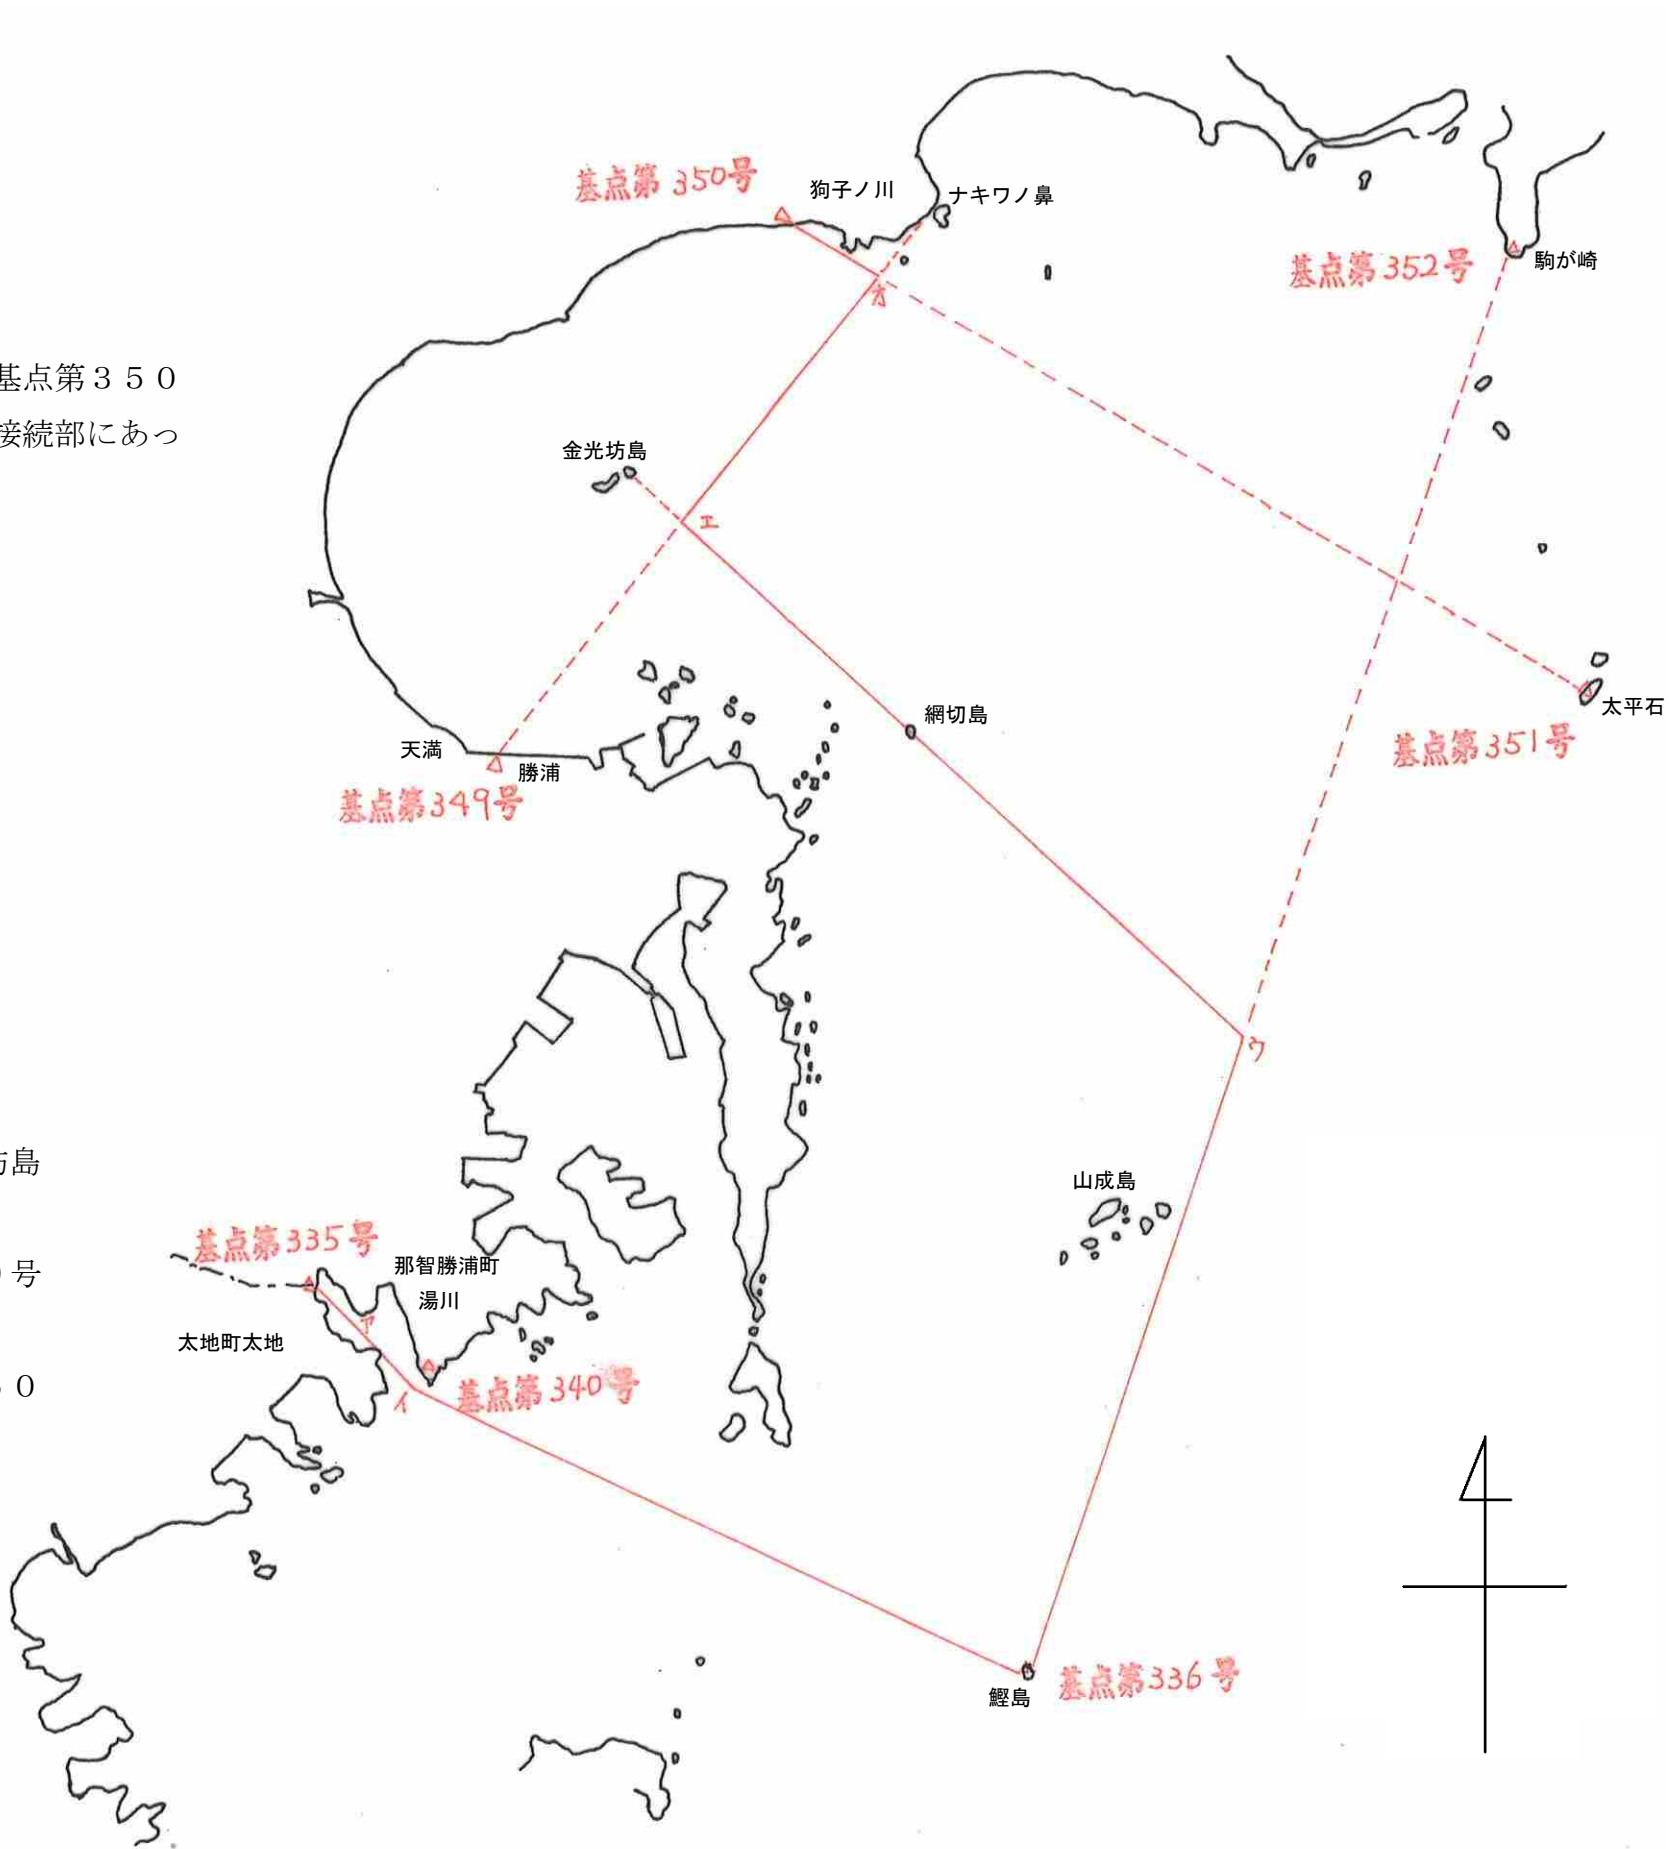 基点第350号
狗子ノ川
ナキワノ鼻
基点第352号
駒が崎
オ
基点第３５０
接続部にあっ
金光坊島
エ
網切島
太平石
基点第351号
天満
勝浦
基点第349号
ウ
坊島
山成島
基点第335号
那智勝浦町
湯川
号
ア
太地町太地
基点第340号
イ
０
基点第336号
鰹島